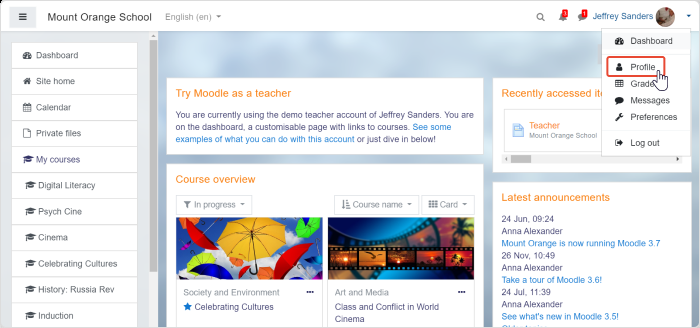 Mount Orange School
English (en)
3
1
Jeffrey Sanders
Dashboard
Profile
Grades
Messages
Preferences
Log out
Dashboard
Site home
Calendar
Private files
My courses
Digital Literacy
Psych Cine
Cinema
Celebrating Cultures
History: Russia Rev
Induction
Try Moodle as a teacher
You are currently using the demo teacher account of Jeffrey Sanders. You are
on the dashboard, a customisable page with links to courses. See some
examples of what you can do with this account or just dive in below!
Course overview
In progress
Course name
Card
Society and Environment
Celebrating Cultures
Art and Media
Class and Conflict in World
Cinema
Recently accessed ite
Teacher
Mount Orange School
Latest announcements
24 Jun, 09:24
Anna Alexander
Mount Orange is now running Moodle 3.7
26 Nov, 10:49
Anna Alexander
Take a tour of Moodle 3.6!
24 Jul, 11:39
Anna Alexander
See what's new in Moodle 3.5!